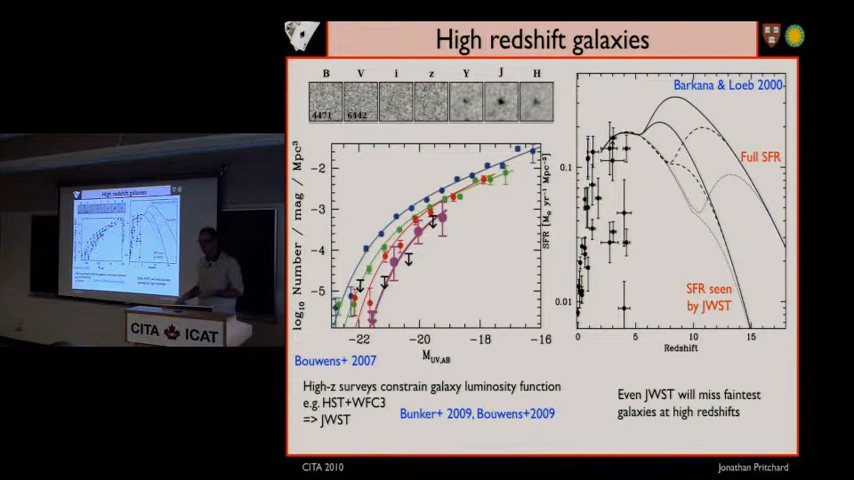 High redshift galaxies
B V i z Y J H
4471 6142
Barkana & Loeb 2000
Full SFR
SFR seen
by JWST
log₁₀ Number / mag / Mpc³
-2
-3
-4
-5
-22 -20 -18 -16
M UV,AB
SFR [M⊙ yr⁻¹ Mpc⁻³]
0.1
0.01
0 5 10 15
Redshift
Bouwens+ 2007
High-z surveys constrain galaxy luminosity function
e.g. HST+WFC3
=> JWST
Bunker+ 2009, Bouwens+2009
Even JWST will miss faintest
galaxies at high redshifts
CITA 2010
Jonathan Pritchard
High redshift galaxies
CITA ICAT